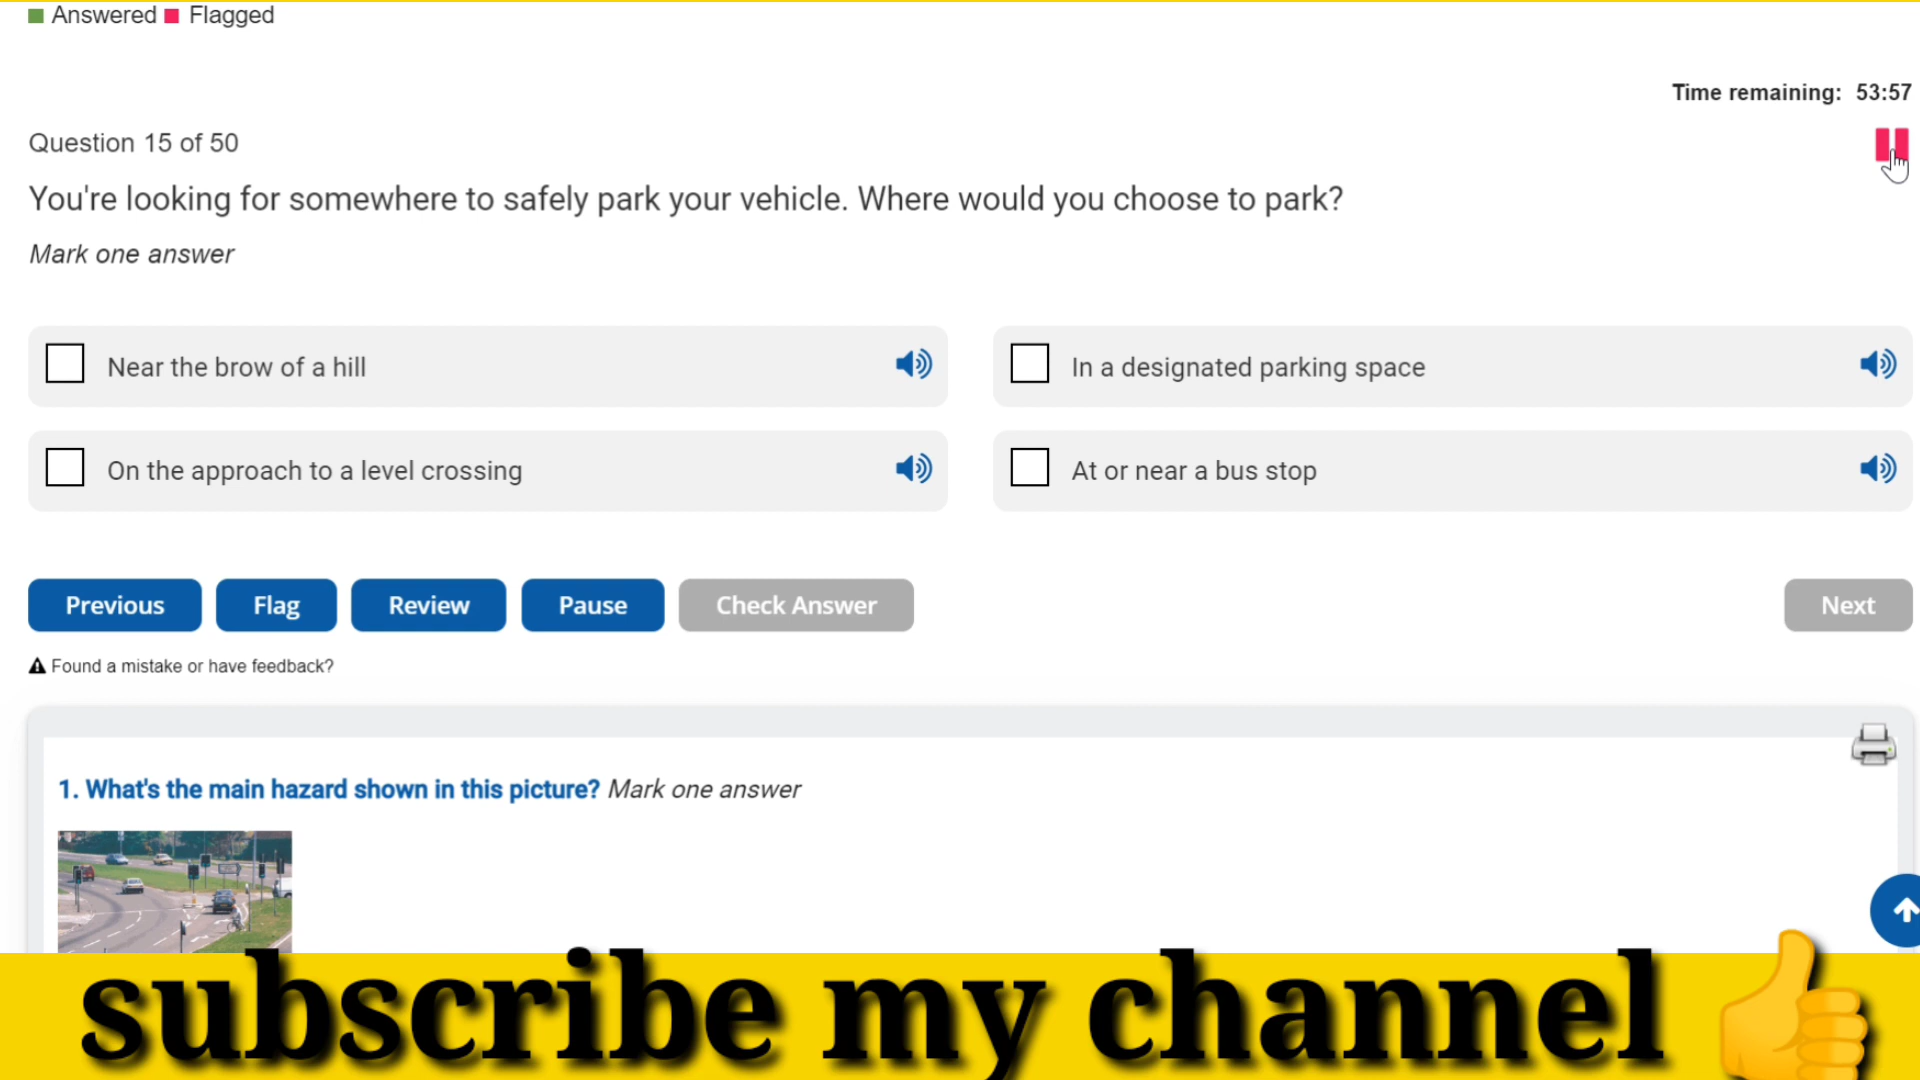 Answered Flagged
Time remaining: 53:57
Question 15 of 50
You're looking for somewhere to safely park your vehicle. Where would you choose to park?
Mark one answer
Near the brow of a hill
In a designated parking space
On the approach to a level crossing
At or near a bus stop
Previous Flag Review Pause Check Answer Next
Found a mistake or have feedback?
1. What's the main hazard shown in this picture? Mark one answer
subscribe my channel